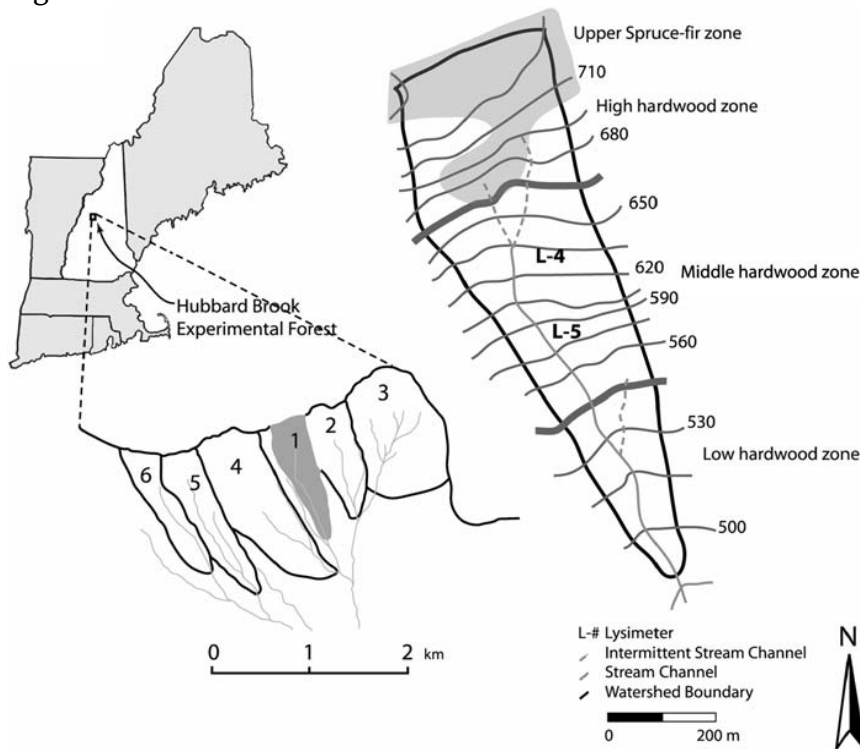 Upper Spruce-fir zone
710
High hardwood zone
680
650
L-4
620
Middle hardwood zone
590
L-5
560
530
Low hardwood zone
500
Hubbard Brook
Experimental Forest
1
2
3
4
5
6
0 1 2 km
L-# Lysimeter
Intermittent Stream Channel
Stream Channel
Watershed Boundary
0 200 m
N